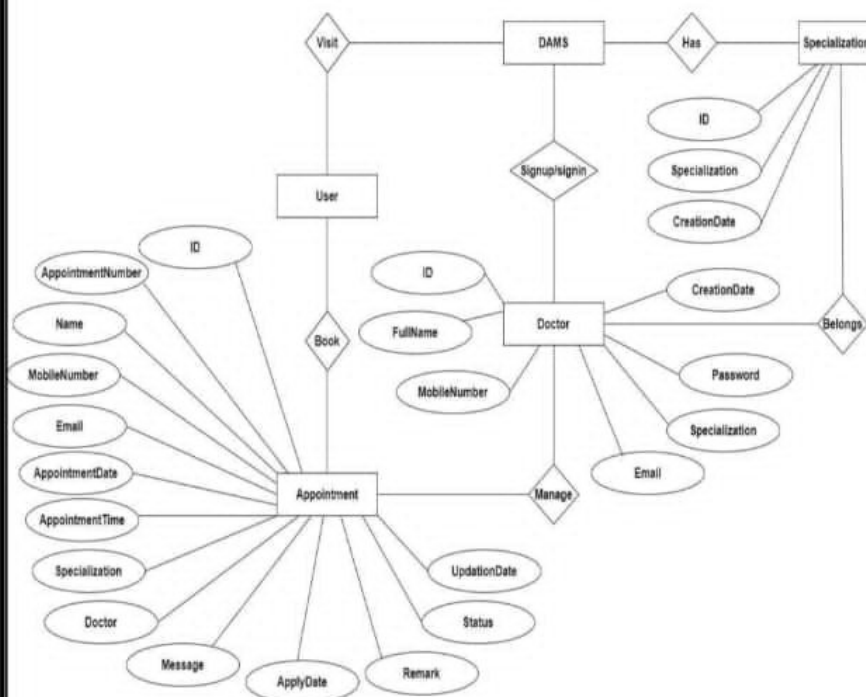 Visit
DAMS
Has
Specialization
ID
Specialization
CreationDate
Signup/signin
User
ID
AppointmentNumber
Name
MobileNumber
Email
AppointmentDate
AppointmentTime
Specialization
Doctor
Message
ApplyDate
Remark
Status
UpdationDate
Book
Appointment
ID
FullName
MobileNumber
Doctor
CreationDate
Belongs
Password
Specialization
Email
Manage